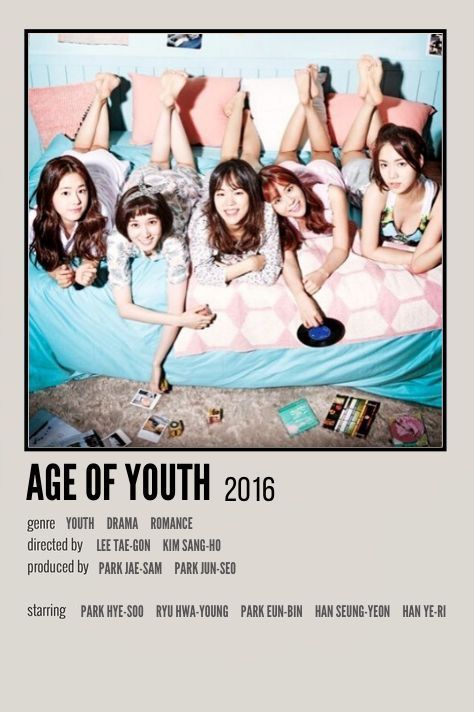 AGE OF YOUTH 2016
genre YOUTH DRAMA ROMANCE
directed by LEE TAE-GON KIM SANG-HO
produced by PARK JAE-SAM PARK JUN-SEO
starring PARK HYE-SOO RYU HWA-YOUNG PARK EUN-BIN HAN SEUNG-YEON HAN YE-RI